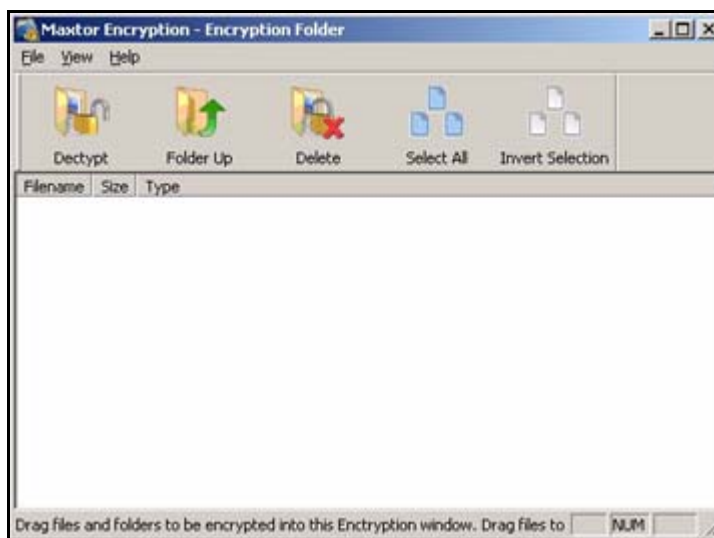 Maxtor Encryption - Encryption Folder
File View Help
Dectypt Folder Up Delete Select All Invert Selection
Filename Size Type
Drag files and folders to be encrypted into this Enctryption window. Drag files to NUM